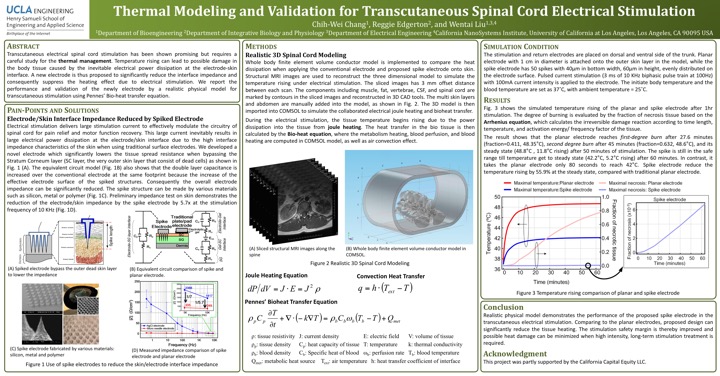 UCLA ENGINEERING
Henry Samueli School of
Engineering and Applied Science
Birthplace of the Internet
Thermal Modeling and Validation for Transcutaneous Spinal Cord Electrical Stimulation
Chih-Wei Chang1, Reggie Edgerton2, and Wentai Liu1,3,4
1Department of Bioengineering 2Department of Integrative Biology and Physiology 3Department of Electrical Engineering 4California NanoSystems Institute, University of California at Los Angeles, Los Angeles, CA 90095 USA
ABSTRACT
Transcutaneous electrical spinal cord stimulation has been shown promising but requires a
careful study for the thermal management. Temperature rising can lead to possible damage in
the body tissue caused by the inevitable electrical power dissipation at the electrode-skin
interface. A new electrode is thus proposed to significantly reduce the interface impedance and
consequently suppress the heating effect due to electrical stimulation. We report the
performance and validation of the newly electrode by a realistic physical model for
transcutaneous stimulation using Pennes' Bio-heat transfer equation.
PAIN-POINTS AND SOLUTIONS
Electrode/Skin Interface Impedance Reduced by Spiked Electrode
Electrical stimulation delivers large stimulation current to effectively modulate the circuitry of
spinal cord for pain relief and motor function recovery. This large current inevitably results in
large electrical power dissipation at the electrode/skin interface due to the high interface
impedance characteristics of the skin when using traditional surface electrodes. We developed a
novel electrode which significantly lowers the tissue spread resistance when bypassing the
Stratum Corneum layer (SC layer, the very outer skin layer that consist of dead cells) as shown in
Fig. 1 (A). The equivalent circuit model (Fig. 1B) also shows that the double layer capacitance is
increased over the conventional electrode at the same footprint because the increase of the
effective electrode surface of the spiked structures. Consequently the overall electrode
impedance can be significantly reduced. The spike structure can be made by various materials
such as silicon, metal or polymer (Fig. 1C). Preliminary impedance test on skin demonstrates the
reduction of the electrode/skin impedance by the spike electrode by 5.7x at the stimulation
frequency of 10 KHz (Fig. 1D).
(A) Spiked electrode bypass the outer dead skin layer
to lower the impedance
Spike Electrode
Traditional plate/pad electrode
(B) Equivalent circuit comparison of spike and
planar electrode.
(C) Spike electrode fabricated by various materials:
silicon, metal and polymer
Frequency (Hz)
(D) Measured impedance comparison of spike
electrode and planar electrode
Figure 1 Use of spike electrodes to reduce the skin/electrode interface impedance
METHODS
Realistic 3D Spinal Cord Modeling
Whole body finite element volume conductor model is implemented to compare the heat
dissipation when applying the conventional electrode and proposed spike electrode onto skin.
Structural MRI images are used to reconstruct the three dimensional model to simulate the
temperature rising under electrical stimulation. The sliced images has 3 mm offset distance
between each scan. The components including muscle, fat, vertebrae, CSF, and spinal cord are
marked by contours in the sliced images and reconstructed in 3D CAD tools. The multi skin layers
and abdomen are manually added into the model, as shown in Fig. 2. The 3D model is then
imported into COMSOL to simulate the collaborated electrical joule heating and bioheat transfer.
During the electrical stimulation, the tissue temperature begins rising due to the power
dissipation into the tissue from joule heating. The heat transfer in the bio tissue is then
calculated by the Bio-heat equation, where the metabolism heating, blood perfusion, and blood
heating are computed in COMSOL model, as well as air convection effect.
(A) Sliced structural MRI images along the
spine
(B) Whole body finite element volume conductor model in
COMSOL.
Figure 2 Realistic 3D Spinal Cord Modeling
Joule Heating Equation
dP/dV = J · E = J² ρ
Convection Heat Transfer
q = h · (Text − T)
Pennes' Bioheat Transfer Equation
ρpCp ∂T/∂t + ∇ · (−k∇T) = ρbCbωb(Tb − T) + Qmet
ρ: tissue resistivity J: current density E: electric field V: volume of tissue
ρp: tissue density Cp: heat capacity of tissue T: temperature k: thermal conductivity
ρb: blood density Cb: Specific heat of blood ωb: perfusion rate Tb: blood temperature
Qmet: metabolic heat source Text: air temperature h: heat transfer coefficient of interface
SIMULATION CONDITION
The stimulation and return electrodes are placed on dorsal and ventral side of the trunk. Planar
electrode with 1 cm in diameter is attached onto the outer skin layer in the model, while the
spike electrode has 50 spikes with 40μm in bottom width, 60μm in height, evenly distributed on
the electrode surface. Pulsed current stimulation (3 ms of 10 KHz biphasic pulse train at 100Hz)
with 100mA current intensity is applied to the electrode. The initiate body temperature and the
blood temperature are set as 37˚C, with ambient temperature = 25˚C.
RESULTS
Fig. 3 shows the simulated temperature rising of the planar and spike electrode after 1hr
stimulation. The degree of burning is evaluated by the fraction of necrosis tissue based on the
Arrhenius equation, which calculates the irreversible damage reaction according to time length,
temperature, and activation energy/ frequency factor of the tissue.
The result shows that the planar electrode reaches first-degree burn after 27.6 minutes
(fraction=0.411, 48.35˚C), second degree burn after 45 minutes (fraction=0.632, 48.6˚C), and its
steady state (48.8˚C , 11.8˚C rising) after 50 minutes of stimulation. The spike is still in the safe
range till temperature get to steady state (42.2˚C, 5.2˚C rising) after 60 minutes. In contrast, it
takes the planar electrode only 80 seconds to reach 42˚C. Spike electrode reduce the
temperature rising by 55.9% at the steady state, compared with traditional planar electrode.
Maximal temperature:Planar electrode
Maximal necrosis: Planar electrode
Maximal temperature:Spike electrode
Maximal necrosis: Spike electrode
Temperature (°C)
Fraction of necrotic tissue
Time (minutes)
Spike electrode
Time (minutes)
Figure 3 Temperature rising comparison of planar and spike electrode
Conclusion
Realistic physical model demonstrates the performance of the proposed spike electrode in the
transcutaneous electrical stimulation. Comparing to the planar electrodes, proposed design can
significantly reduce the tissue heating. The stimulation safety margin is thereby improved and
possible heat damage can be minimized when high intensity, long-term stimulation treatment is
required.
Acknowledgment
This project was partly supported by the California Capital Equity LLC.